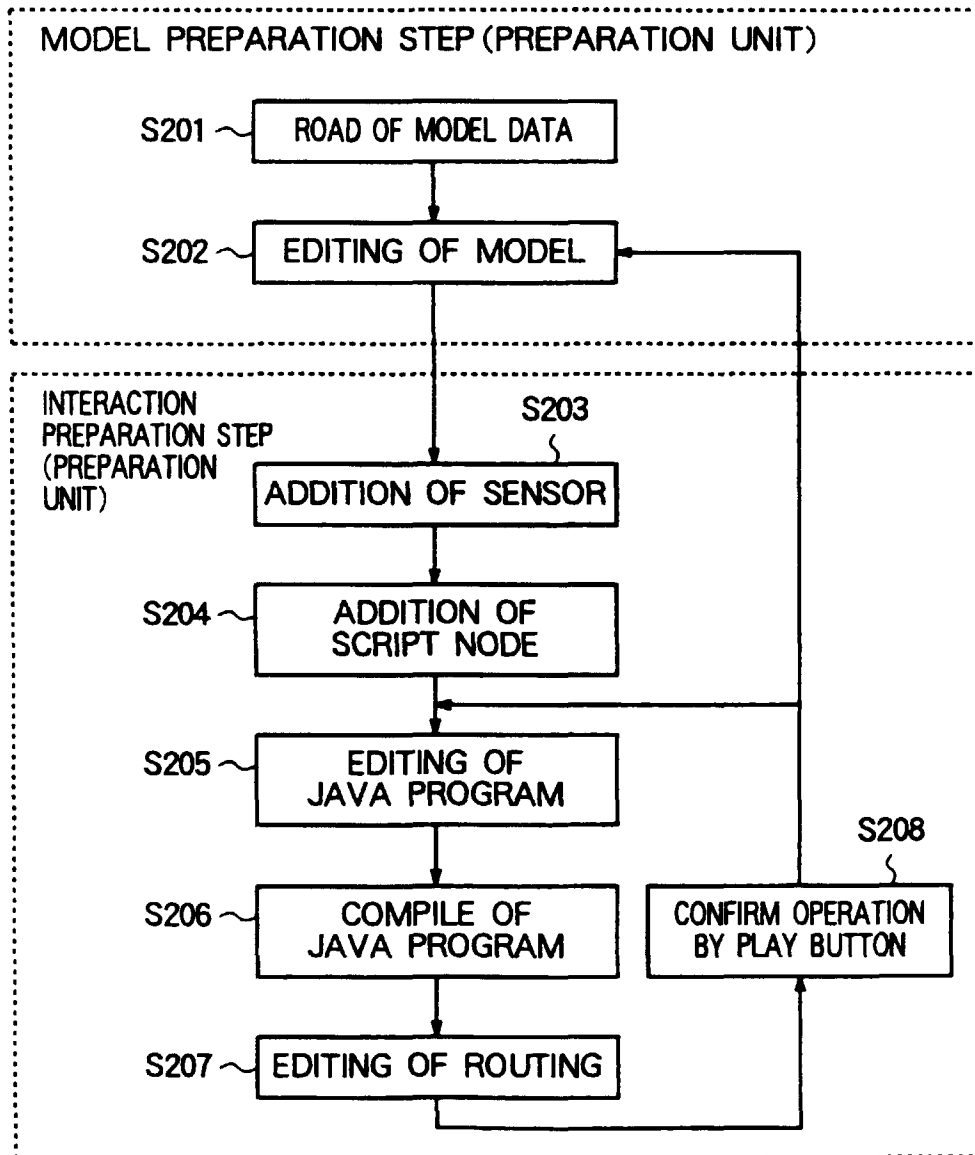 MODEL PREPARATION STEP (PREPARATION UNIT)
S201
ROAD OF MODEL DATA
S202
EDITING OF MODEL
INTERACTION
PREPARATION STEP
(PREPARATION
UNIT)
S203
ADDITION OF SENSOR
S204
ADDITION OF
SCRIPT NODE
S205
EDITING OF
JAVA PROGRAM
S206
COMPILE OF
JAVA PROGRAM
S208
CONFIRM OPERATION
BY PLAY BUTTON
S207
EDITING OF ROUTING